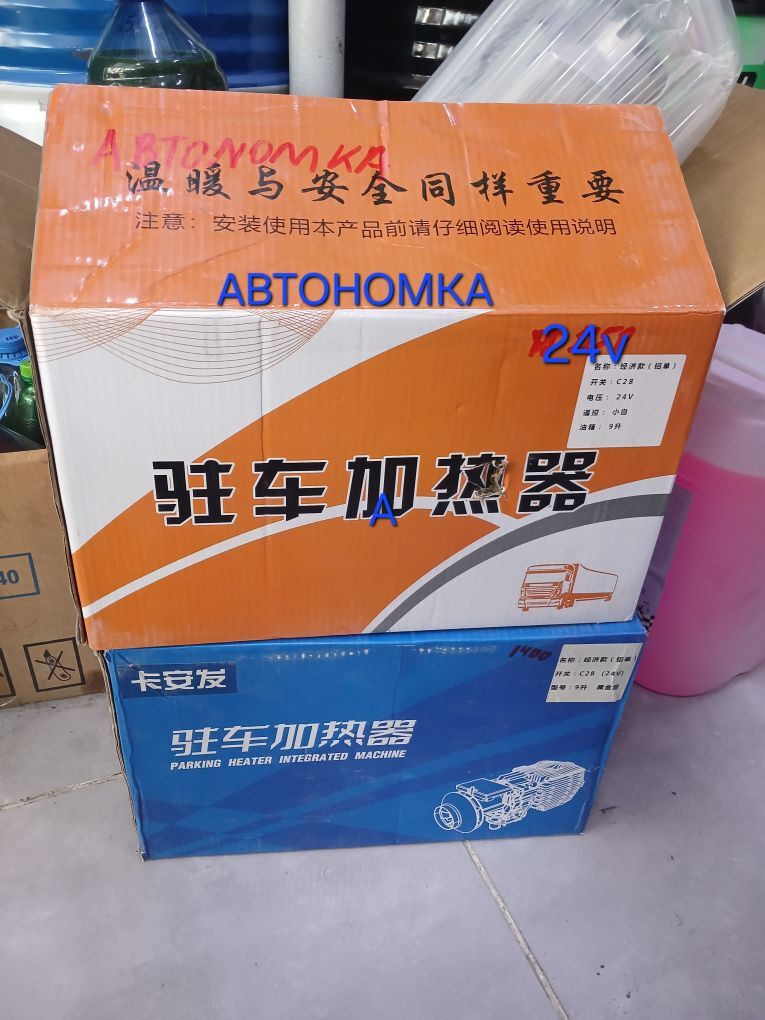 ABTONOMKA
温暖与安全同样重要
注意：安装使用本产品前请仔细阅读使用说明
АВТОНОМКА
24v
名称：经济款（铝单）
开关：C28
电压：24V
遥控：小白
油箱：9升
驻车加热器
А
40
卡安发
1400
名称：经济款（铝单
开关：C28（24V）
型号：9升 黑金
驻车加热器
PARKING HEATER INTEGRATED MACHINE